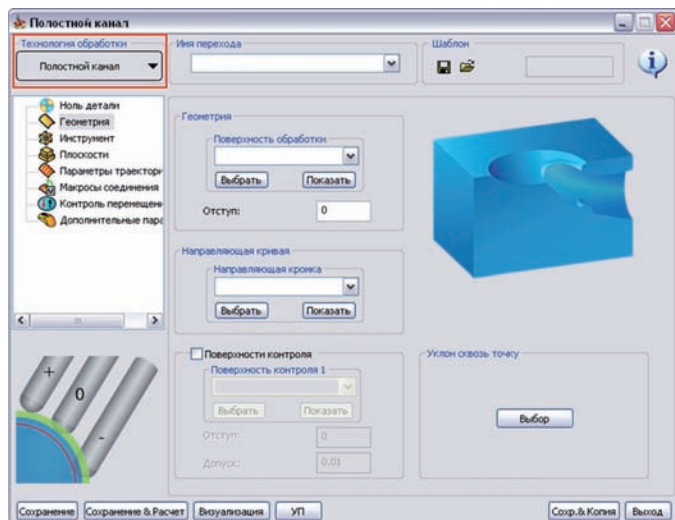 Полостной канал
Технология обработки
Полостной канал
Имя перехода
Шаблон
Ноль детали
Геометрия
Инструмент
Плоскости
Параметры траектори
Макросы соединения
Контроль перемещен
Дополнительные пара
Геометрия
Поверхность обработки
Выбрать Показать
Отступ: 0
Направляющая кривая
Направляющая кромка
Выбрать Показать
Поверхности контроля
Поверхность контроля 1
Выбрать Показать
Отступ: 0
Допуск: 0.01
Уклон сквозь точку
Выбор
+
0
-
Сохранение Сохранение & Расчет Визуализация УП Сохр.& Копия Выход